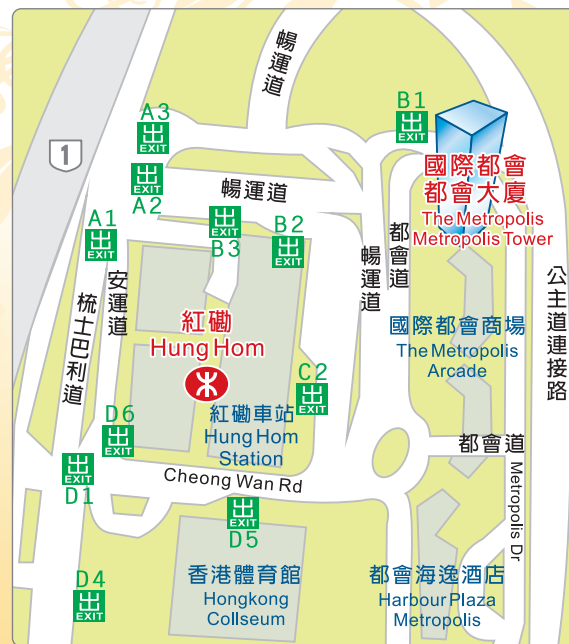 暢運道
A3
出
EXIT
B1
出
EXIT
1
國際都會
都會大廈
The Metropolis
Metropolis Tower
出
EXIT
A2
暢運道
A1
出
EXIT
出
EXIT
B3
B2
出
EXIT
暢運道
都會道
安運道
梳士巴利道
公主道連接路
紅磡
Hung Hom
國際都會商場
The Metropolis
Arcade
C2
出
EXIT
紅磡車站
Hung Hom
Station
D6
出
EXIT
都會道
Metropolis Dr
出
EXIT
D1
Cheong Wan Rd
出
EXIT
D5
香港體育館
Hongkong
Collseum
都會海逸酒店
Harbour Plaza
Metropolis
D4
出
EXIT